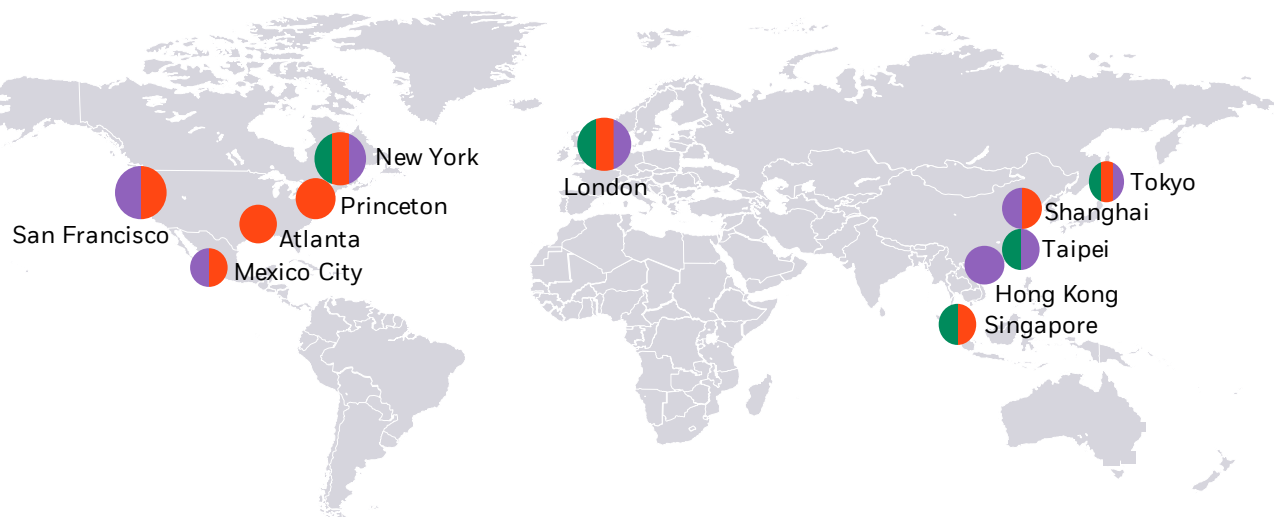 New York
London
Tokyo
Princeton
Shanghai
San Francisco
Atlanta
Taipei
Mexico City
Hong Kong
Singapore